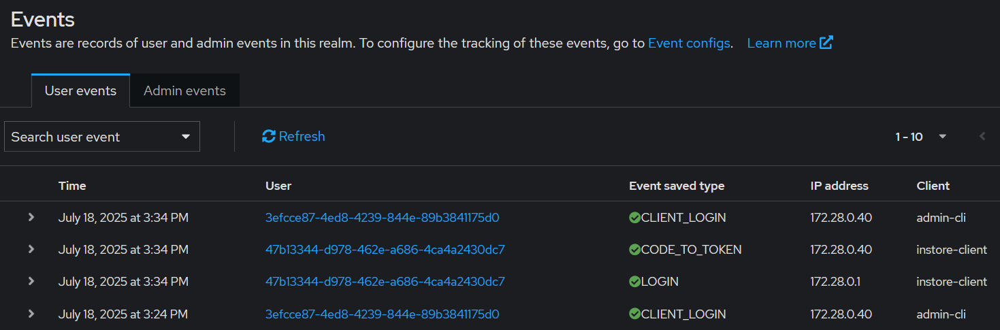 Events
Events are records of user and admin events in this realm. To configure the tracking of these events, go to Event configs. Learn more
User events Admin events
Search user event Refresh 1 - 10
Time User Event saved type IP address Client
July 18, 2025 at 3:34 PM 3efcce87-4ed8-4239-844e-89b3841175d0 CLIENT_LOGIN 172.28.0.40 admin-cli
July 18, 2025 at 3:34 PM 47b13344-d978-462e-a686-4ca4a2430dc7 CODE_TO_TOKEN 172.28.0.40 instore-client
July 18, 2025 at 3:34 PM 47b13344-d978-462e-a686-4ca4a2430dc7 LOGIN 172.28.0.1 instore-client
July 18, 2025 at 3:24 PM 3efcce87-4ed8-4239-844e-89b3841175d0 CLIENT_LOGIN 172.28.0.40 admin-cli